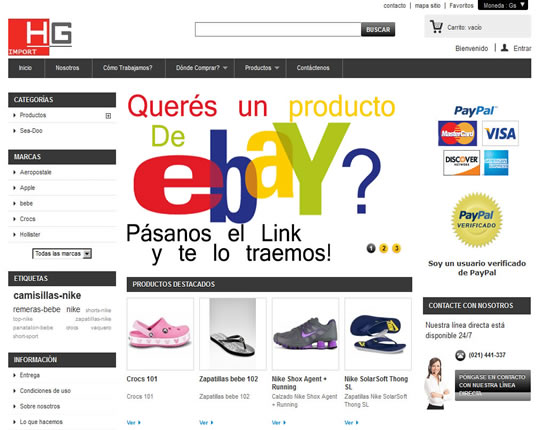 contacto | mapa sitio | Favoritos Moneda : Gs
HG
IMPORT
BUSCAR
Carrito: vacío
Bienvenido Entrar
Inicio Nosotros Cómo Trabajamos? Dónde Comprar? Productos Contáctenos
CATEGORÍAS
Productos
Sea-Doo
MARCAS
Aeropostale
Apple
bebe
Crocs
Hollister
Todas las marcas
ETIQUETAS
camisillas-nike
remeras-bebe nike shorts-nike
top-nike zapatillas-nike
pantalon-bebe crocs vaquero
short-sport
INFORMACIÓN
Entrega
Condiciones de uso
Sobre nosotros
Lo que hacemos
Querés un producto
De
ebay?
Pásanos el Link
y te lo traemos!
1 2 3
PRODUCTOS DESTACADOS
Crocs 101
Crocs 101
Ver
Zapatillas bebe 102
Zapatillas bebe 102
Ver
Nike Shox Agent +
Running
Calzado Nike Shox Agent
+ Running
Ver
Nike SolarSoft Thong
SL
Zapatillas Nike SolarSoft
Thong SL
Ver
PayPal
MasterCard VISA
DISCOVER NETWORK AMERICAN EXPRESS
PayPal
VERIFICADO
Soy un usuario verificado
de PayPal
CONTACTE CON NOSOTROS
Nuestra línea directa está
disponible 24/7
(021) 441-337
PÓNGASE EN CONTACTO
CON NUESTRA LÍNEA
DIRECTA